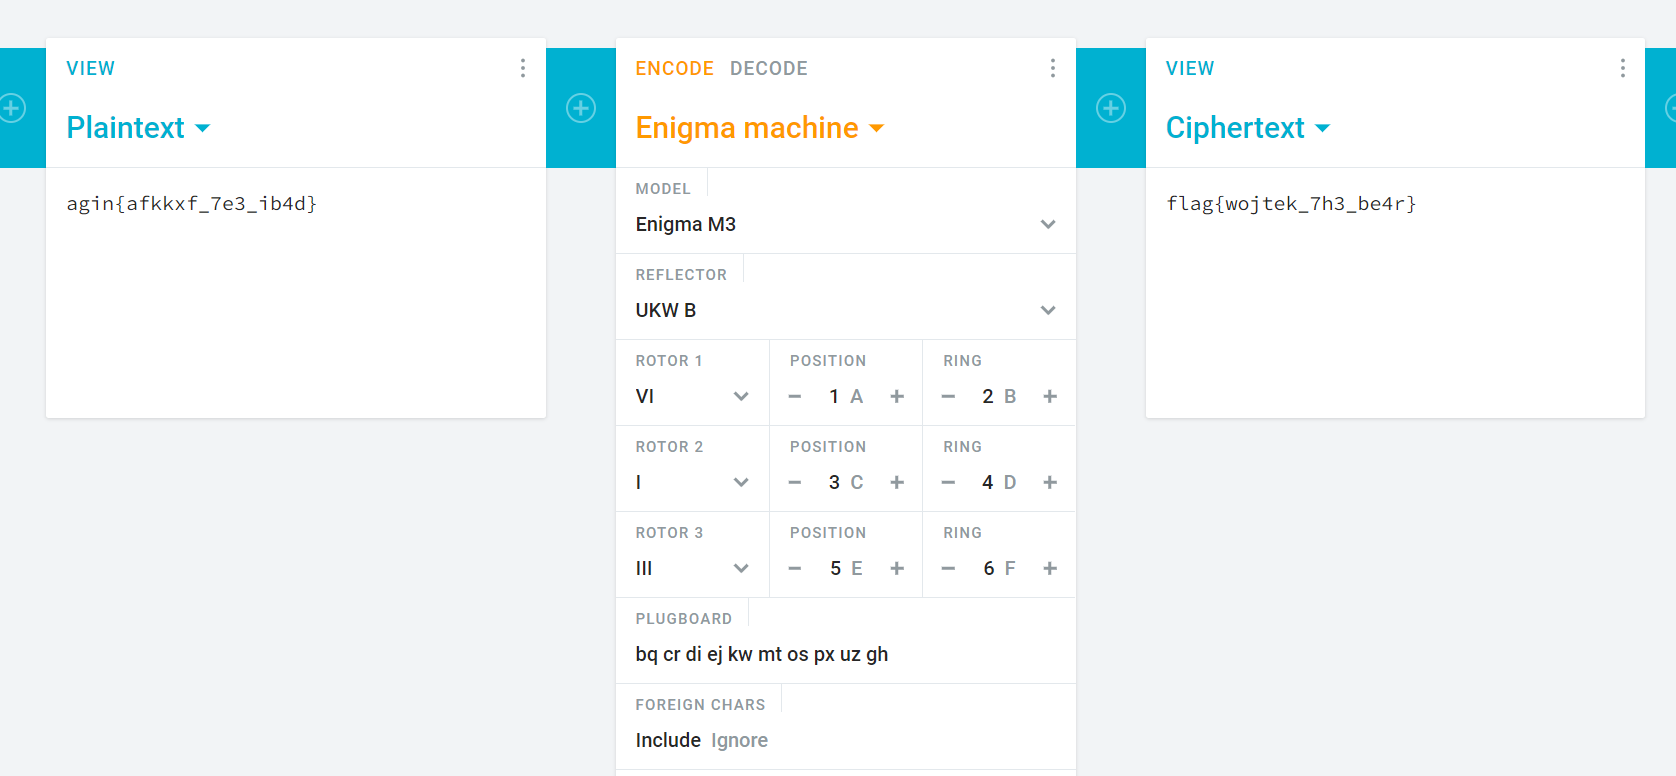 VIEW
Plaintext
agin{afkkxf_7e3_ib4d}
ENCODE DECODE
Enigma machine
MODEL
Enigma M3
REFLECTOR
UKW B
ROTOR 1 POSITION RING
VI − 1 A + − 2 B +
ROTOR 2 POSITION RING
I − 3 C + − 4 D +
ROTOR 3 POSITION RING
III − 5 E + − 6 F +
PLUGBOARD
bq cr di ej kw mt os px uz gh
FOREIGN CHARS
Include Ignore
VIEW
Ciphertext
flag{wojtek_7h3_be4r}